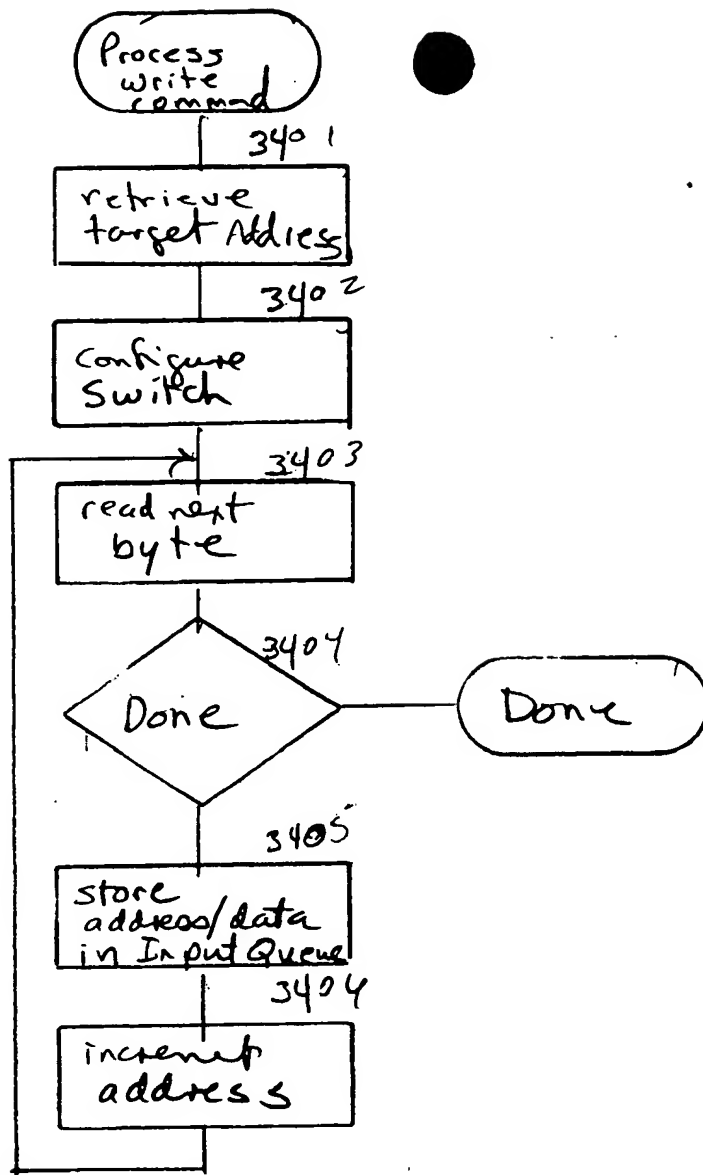 Process
write
command
3401
retrieve
target Address
3402
configure
Switch
3403
read next
byte
3404
Done
Done
3405
store
address/data
in Input Queue
3404
increment
address